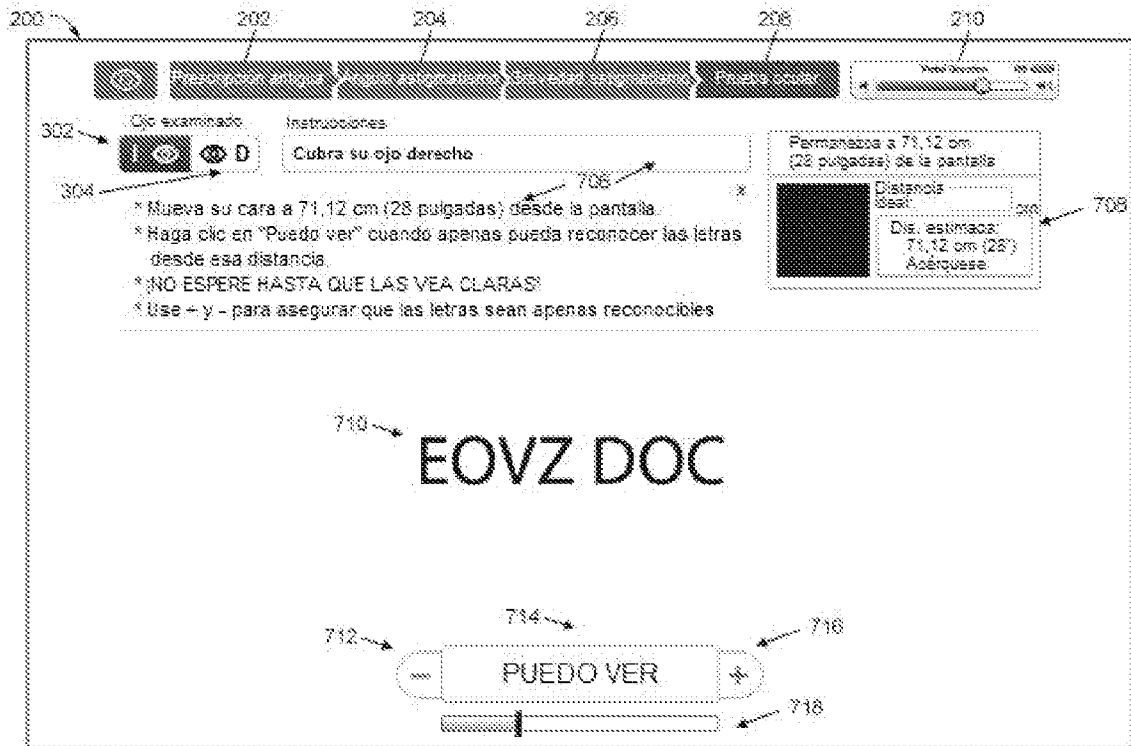 200 202 204 206 208 210
Prueba ocular
302 Ojo examinado Instrucciones
I D Cubra su ojo derecho
304 706
Permanezca a 71,12 cm
(28 pulgadas) de la pantalla
x
Distancia
ideal:
708
Dis. estimada:
71,12 cm (28")
Acérquese
* Mueva su cara a 71,12 cm (28 pulgadas) desde la pantalla.
* Haga clic en "Puedo ver" cuando apenas pueda reconocer las letras
desde esa distancia.
* ¡NO ESPERE HASTA QUE LAS VEA CLARAS!
* Use + y - para asegurar que las letras sean apenas reconocibles
710
EOVZ DOC
712 714 716
− PUEDO VER +
718